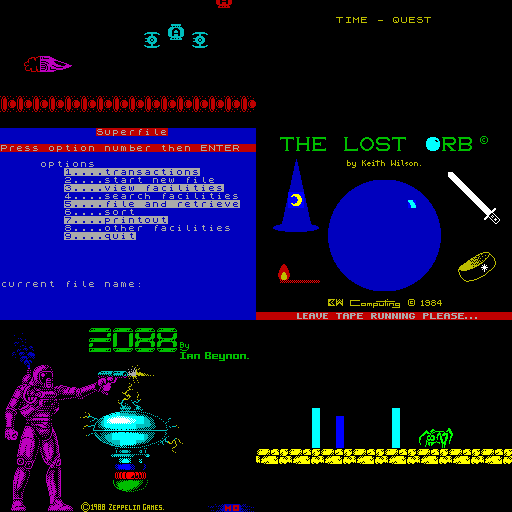 TIME - QUEST
Superfile
Press option number then ENTER
options
1....transactions
2....start new file
3....view facilities
4....search facilities
5....file and retrieve
6....sort
7....printout
8....other facilities
9....quit
current file name:
THE LOST ORB ©
by Keith Wilson.
KW Computing © 1984
LEAVE TAPE RUNNING PLEASE...
2088
By
Ian Beynon.
©1988 ZEPPELIN GAMES.
HD